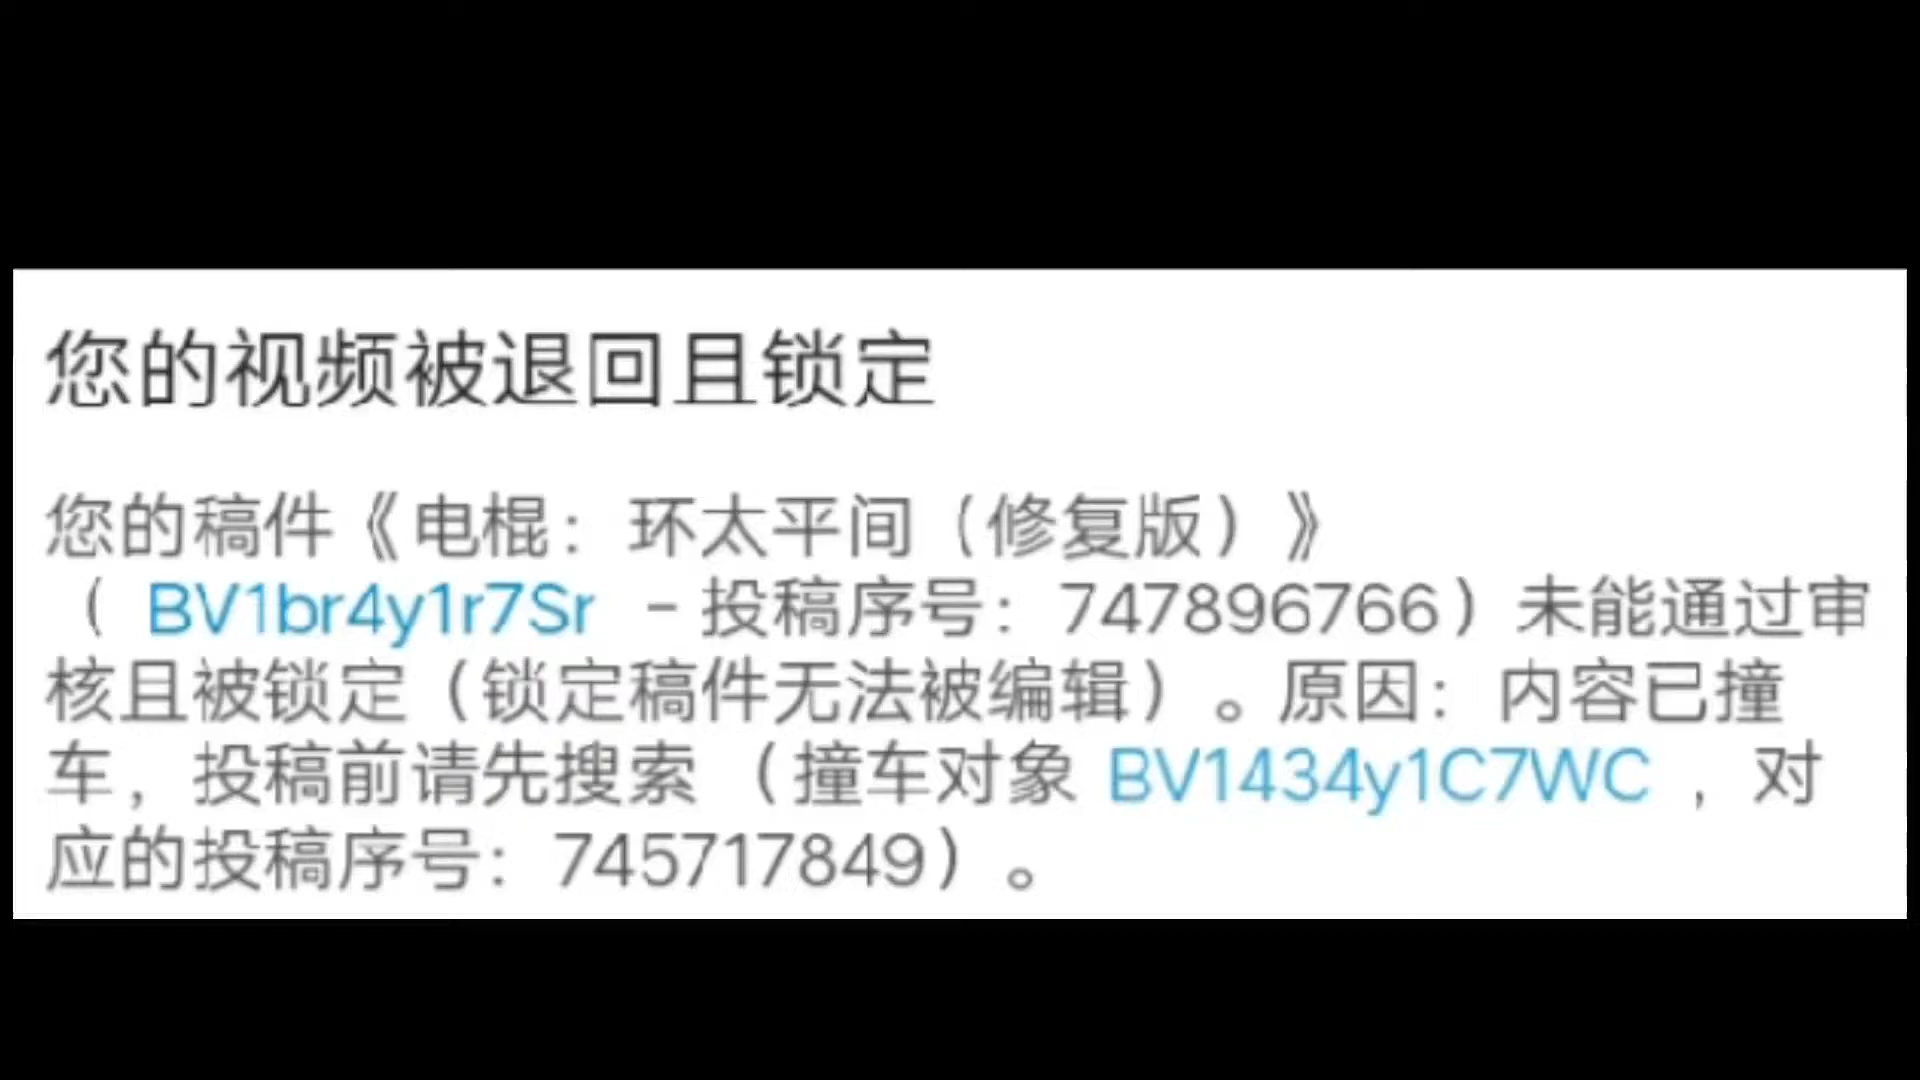 您的视频被退回且锁定
您的稿件《电棍：环太平间（修复版）》
（ BV1br4y1r7Sr －投稿序号：747896766）未能通过审
核且被锁定（锁定稿件无法被编辑）。原因：内容已撞
车，投稿前请先搜索 （撞车对象 BV1434y1C7WC ，对
应的投稿序号：745717849）。